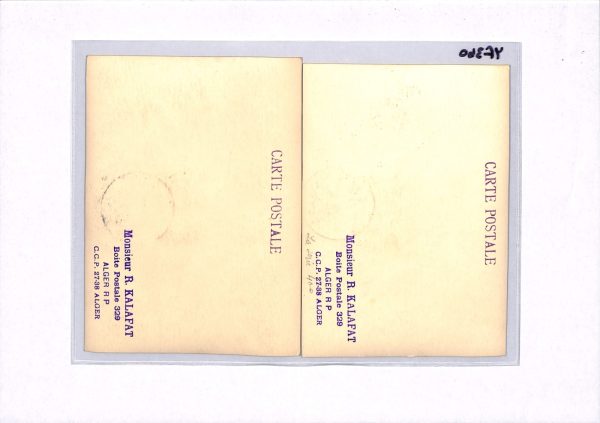 CARTE POSTALE
Monsieur R. KALAFAT
Boite Postale 329
ALGER R P
C.C.P. 27-38 ALGER
CARTE POSTALE
Monsieur R. KALAFAT
Boite Postale 329
ALGER R P
C.C.P. 27-38 ALGER